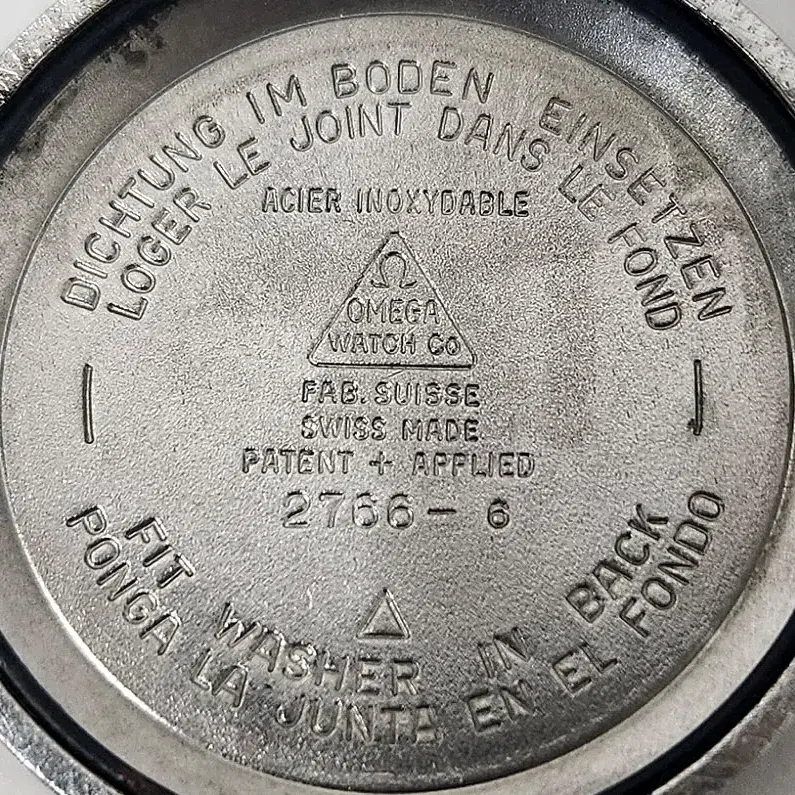 DICHTUNG IM BODEN EINSETZEN
LOGER LE JOINT DANS LE FOND
ACIER INOXYDABLE
Ω
OMEGA
WATCH CO
FAB. SUISSE
SWISS MADE
PATENT + APPLIED
2766- 6
FIT WASHER IN BACK
PONGA LA JUNTA EN EL FONDO